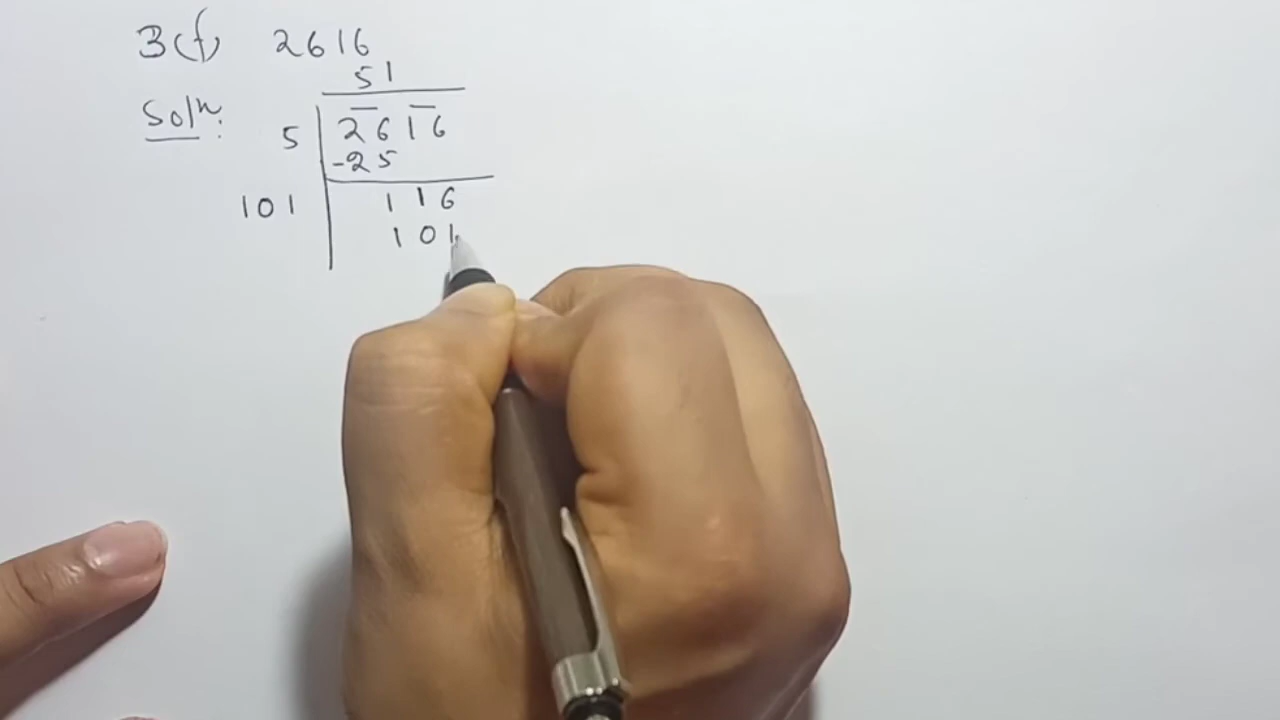 3(f) 2616
51
Solⁿ: 5 2616
-25
101 116
101